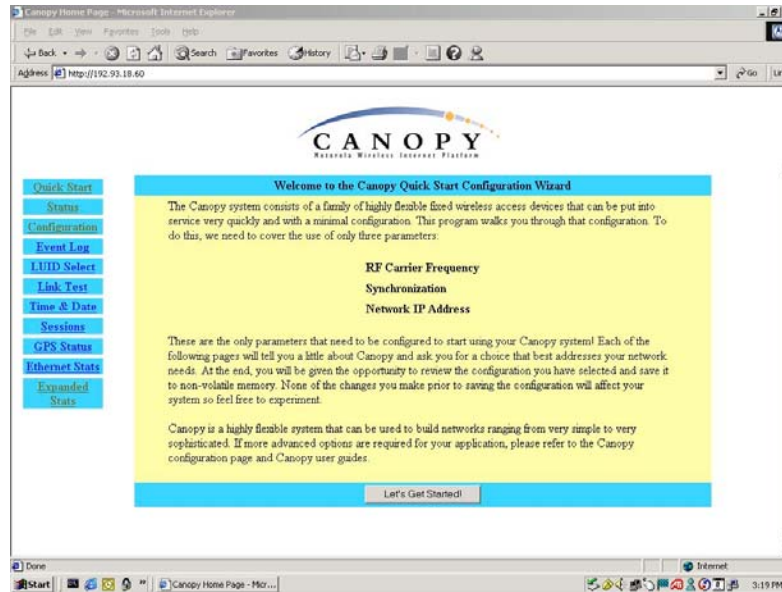 Canopy Home Page - Microsoft Internet Explorer
File Edit View Favorites Tools Help
Back Search Favorites History
Address http://192.93.18.60 Go
CANOPY
Motorola Wireless Internet Platform
Quick Start
Status
Configuration
Event Log
LUID Select
Link Test
Time & Date
Sessions
GPS Status
Ethernet Stats
Expanded
Stats
Welcome to the Canopy Quick Start Configuration Wizard
The Canopy system consists of a family of highly flexible fixed wireless access devices that can be put into
service very quickly and with a minimal configuration. This program walks you through that configuration. To
do this, we need to cover the use of only three parameters:
RF Carrier Frequency
Synchronization
Network IP Address
These are the only parameters that need to be configured to start using your Canopy system! Each of the
following pages will tell you a little about Canopy and ask you for a choice that best addresses your network
needs. At the end, you will be given the opportunity to review the configuration you have selected and save it
to non-volatile memory. None of the changes you make prior to saving the configuration will affect your
system so feel free to experiment.
Canopy is a highly flexible system that can be used to build networks ranging from very simple to very
sophisticated. If more advanced options are required for your application, please refer to the Canopy
configuration page and Canopy user guides.
Let's Get Started!
Done Internet
Start Canopy Home Page - Micr... 3:19 PM